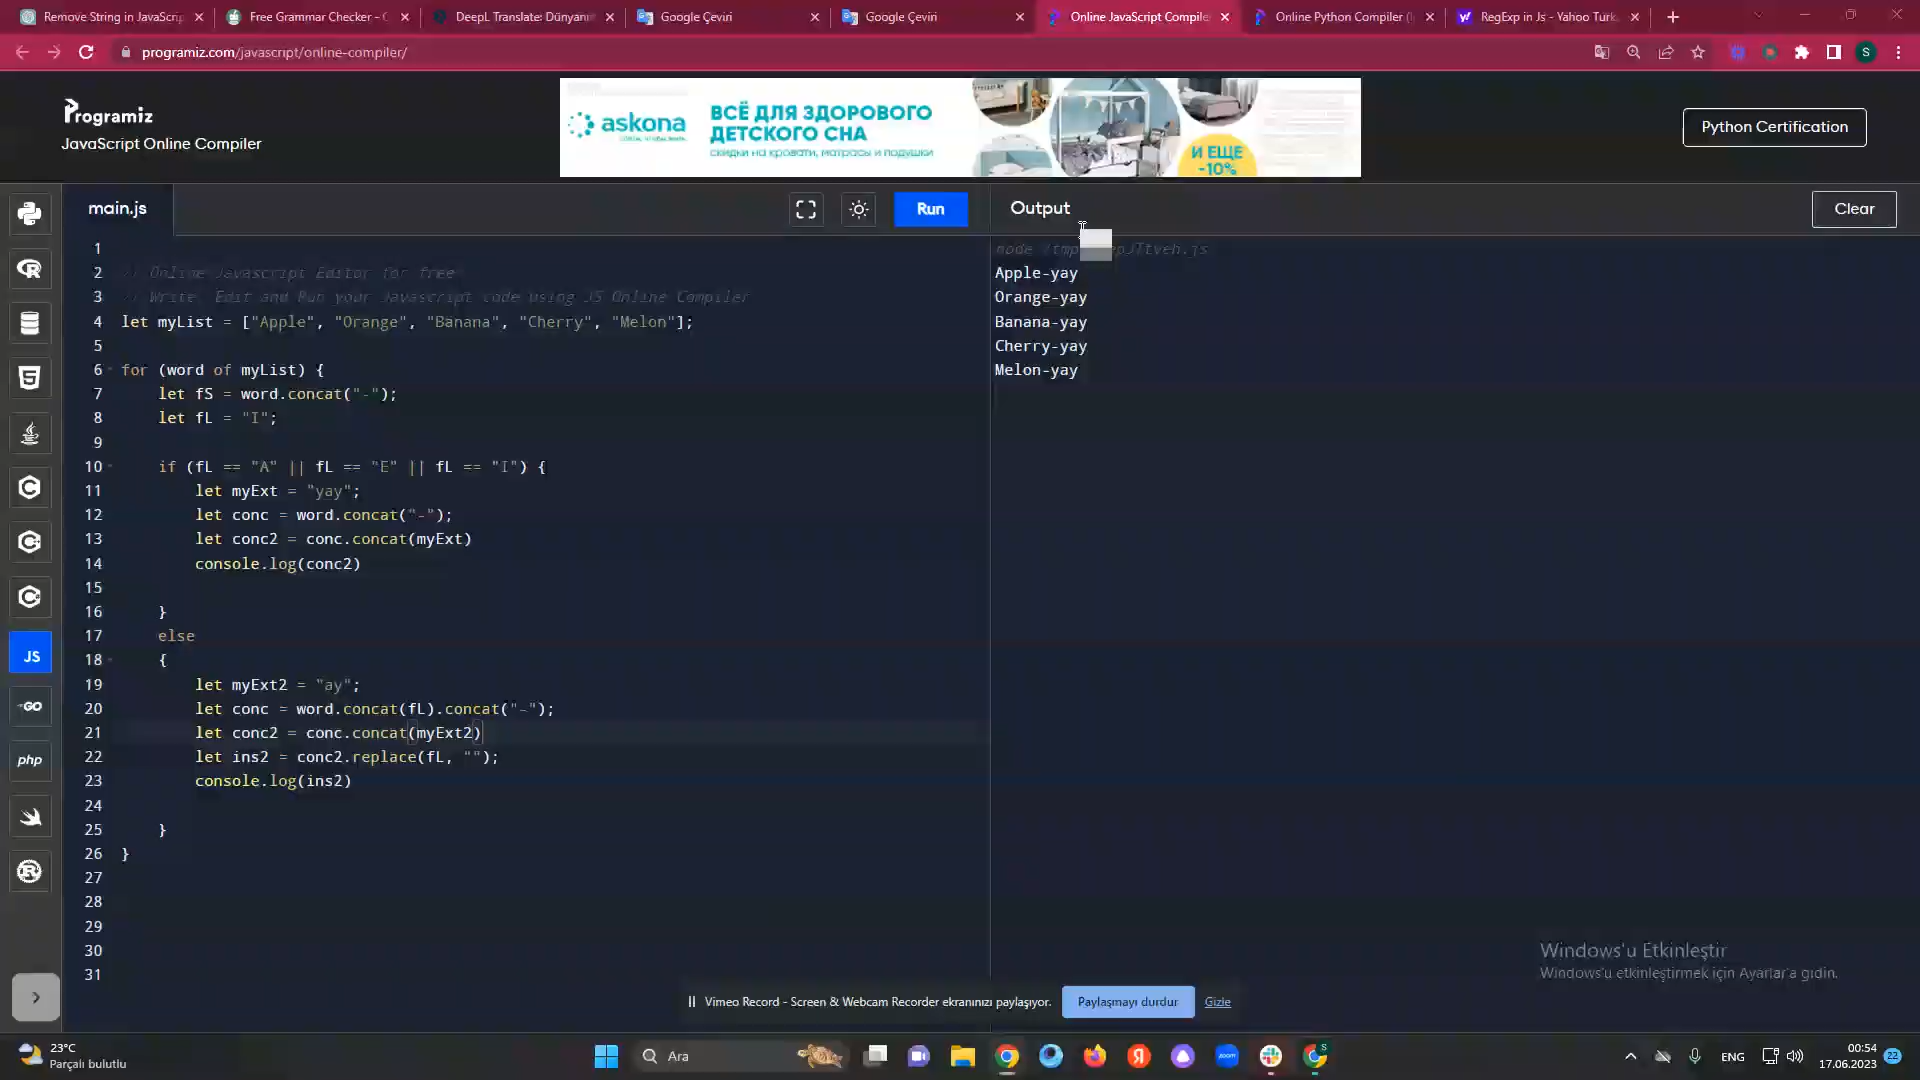 Remove String in JavaScri
Free Grammar Checker -
DeepL Translate: Dünyanı
Google Çeviri
Google Çeviri
Online JavaScript Compile
Online Python Compiler (I
RegExp in Js - Yahoo Türk
programiz.com/javascript/online-compiler/
S
Programiz
JavaScript Online Compiler
askona
ВСЁ ДЛЯ ЗДОРОВОГО
ДЕТСКОГО СНА
скидки на кровати, матрасы и подушки
И ЕЩЕ
-10%
Python Certification
main.js
Run
Output
Clear
1
2 // Online Javascript Editor for free
3 // Write, Edit and Run your Javascript code using JS Online Compiler
4 let myList = ["Apple", "Orange", "Banana", "Cherry", "Melon"];
5
6 for (word of myList) {
7 let fS = word.concat("-");
8 let fL = "I";
9
10 if (fL == "A" || fL == "E" || fL == "I") {
11 let myExt = "yay";
12 let conc = word.concat("-");
13 let conc2 = conc.concat(myExt)
14 console.log(conc2)
15
16 }
17 else
18 {
19 let myExt2 = "ay";
20 let conc = word.concat(fL).concat("-");
21 let conc2 = conc.concat(myExt2)
22 let ins2 = conc2.replace(fL, "");
23 console.log(ins2)
24
25 }
26 }
27
28
29
30
31
node /tmp
Apple-yay
Orange-yay
Banana-yay
Cherry-yay
Melon-yay
JS
GO
php
Windows'u Etkinleştir
Windows'u etkinleştirmek için Ayarlar'a gidin.
Vimeo Record - Screen & Webcam Recorder ekranınızı paylaşıyor.
Paylaşmayı durdur
Gizle
23°C
Parçalı bulutlu
Ara
zoom
ENG
00:54
17.06.2023
22